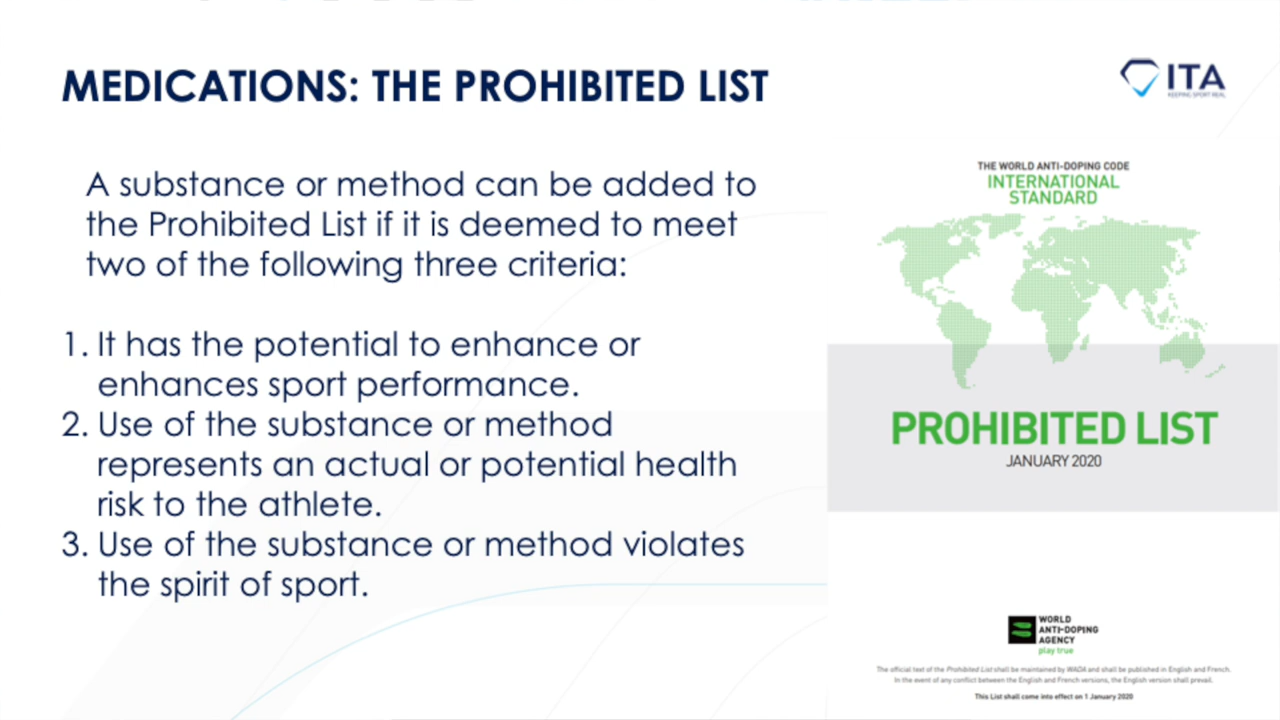 MEDICATIONS: THE PROHIBITED LIST
ITA
KEEPING SPORT REAL
A substance or method can be added to
the Prohibited List if it is deemed to meet
two of the following three criteria:
1. It has the potential to enhance or
enhances sport performance.
2. Use of the substance or method
represents an actual or potential health
risk to the athlete.
3. Use of the substance or method violates
the spirit of sport.
THE WORLD ANTI-DOPING CODE
INTERNATIONAL
STANDARD
PROHIBITED LIST
JANUARY 2020
WORLD
ANTI-DOPING
AGENCY
play true
The official text of the Prohibited List shall be maintained by WADA and shall be published in English and French.
In the event of any conflict between the English and French versions, the English version shall prevail.
This List shall come into effect on 1 January 2020